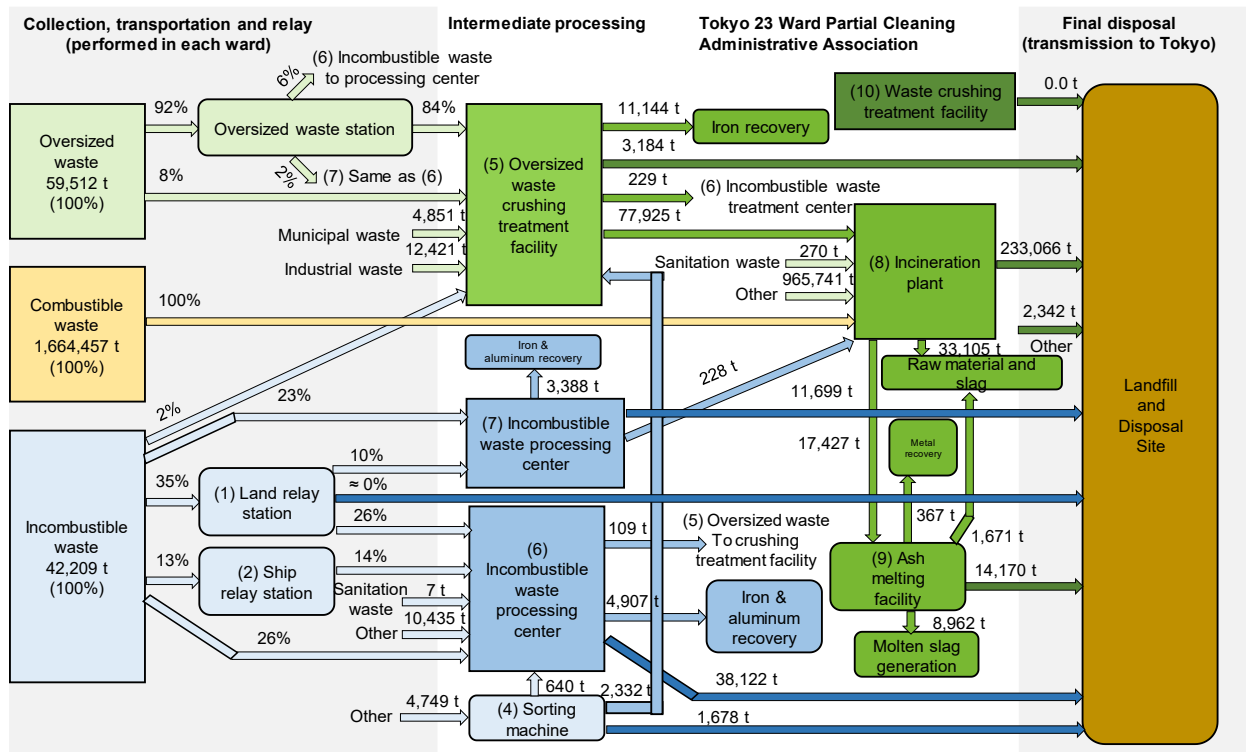 Collection, transportation and relay
(performed in each ward)
Intermediate processing
Tokyo 23 Ward Partial Cleaning
Administrative Association
Final disposal
(transmission to Tokyo)
Oversized
waste
59,512 t
(100%)
92%
8%
6%
(6) Incombustible waste
to processing center
Oversized waste station
2%
(7) Same as (6)
84%
Municipal waste
4,851 t
Industrial waste
12,421 t
(5) Oversized
waste
crushing
treatment
facility
11,144 t
Iron recovery
3,184 t
229 t
(6) Incombustible waste
treatment center
77,925 t
(10) Waste crushing
treatment facility
0.0 t
Sanitation waste
270 t
Other
965,741 t
(8) Incineration
plant
233,066 t
2,342 t
Other
Combustible
waste
1,664,457 t
(100%)
100%
Iron &
aluminum recovery
3,388 t
228 t
33,105 t
Raw material and
slag
11,699 t
17,427 t
Metal
recovery
367 t
1,671 t
(9) Ash
melting
facility
14,170 t
8,962 t
Molten slag
generation
Landfill
and
Disposal
Site
Incombustible
waste
42,209 t
(100%)
2%
23%
35%
13%
26%
(1) Land relay
station
10%
≈ 0%
26%
(2) Ship
relay station
14%
Sanitation
waste
7 t
Other
10,435 t
(7) Incombustible
waste processing
center
(6)
Incombustible
waste
processing
center
109 t
(5) Oversized waste
To crushing
treatment facility
4,907 t
Iron &
aluminum
recovery
38,122 t
640 t
2,332 t
Other
4,749 t
(4) Sorting
machine
1,678 t